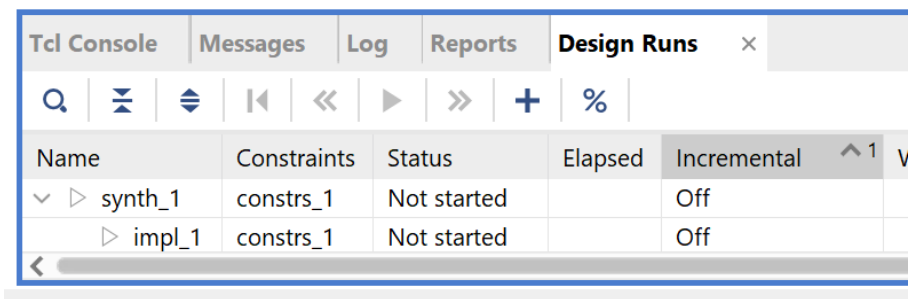 Tcl Console Messages Log Reports Design Runs ×
%
Name Constraints Status Elapsed Incremental 1
synth_1 constrs_1 Not started Off
impl_1 constrs_1 Not started Off